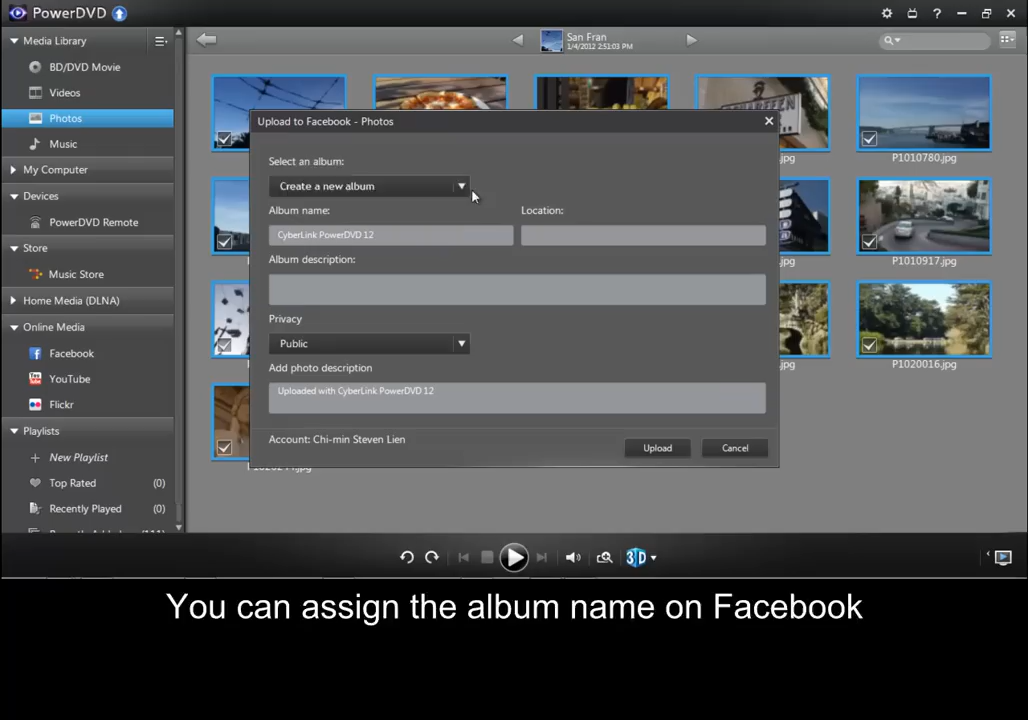 PowerDVD
?
Media Library
BD/DVD Movie
Videos
Photos
Music
My Computer
Devices
PowerDVD Remote
Store
Music Store
Home Media (DLNA)
Online Media
Facebook
YouTube
Flickr
Playlists
New Playlist
Top Rated (0)
Recently Played (0)
San Fran
1/4/2012 2:51:03 PM
P1010780.jpg
P1010917.jpg
P1020016.jpg
Upload to Facebook - Photos
Select an album:
Create a new album
Album name: Location:
CyberLink PowerDVD 12
Album description:
Privacy
Public
Add photo description
Uploaded with CyberLink PowerDVD 12
Account: Chi-min Steven Lien
Upload Cancel
3D
You can assign the album name on Facebook